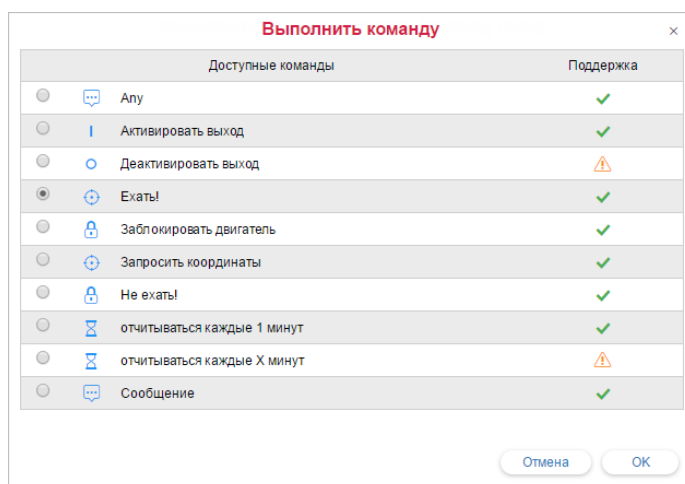 Выполнить команду
Доступные команды Поддержка
Any
Активировать выход
Деактивировать выход
Ехать!
Заблокировать двигатель
Запросить координаты
Не ехать!
отчитываться каждые 1 минут
отчитываться каждые X минут
Сообщение
Отмена OK